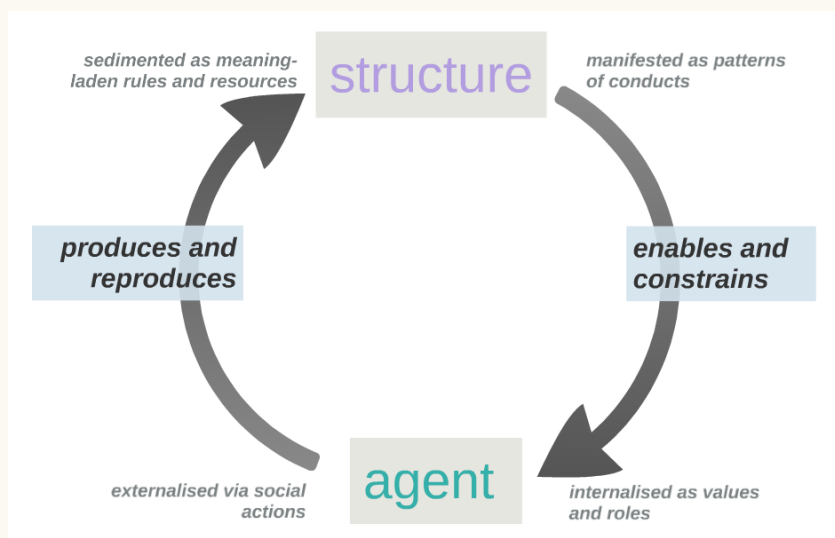 sedimented as meaning-
laden rules and resources
structure
manifested as patterns
of conducts
produces and
reproduces
enables and
constrains
externalised via social
actions
agent
internalised as values
and roles